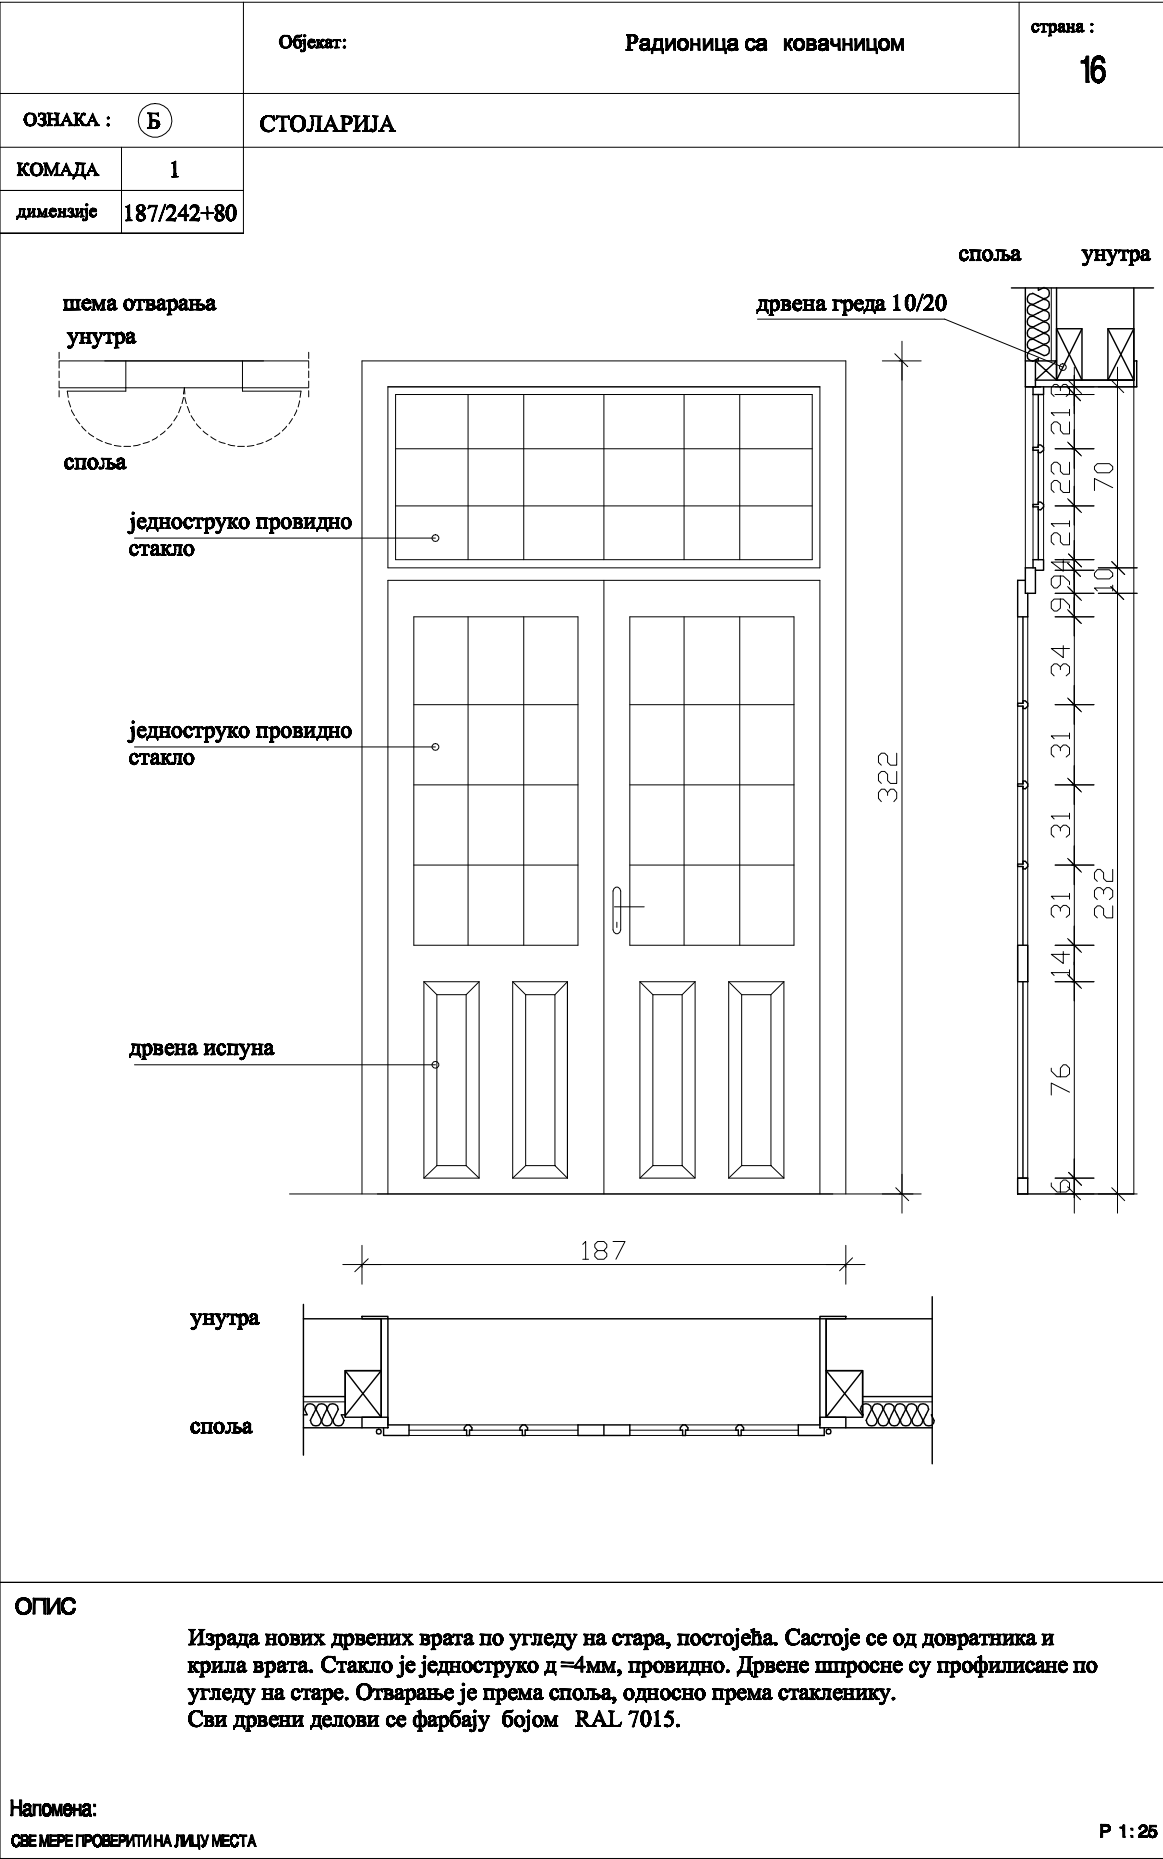 Објекат:
Радионица са ковачницом
страна :
16
ОЗНАКА :
Б
СТОЛАРИЈА
КОМАДА
1
димензије
187/242+80
споља
унутра
шема отварања
унутра
споља
дрвена греда 10/20
једноструко провидно
стакло
једноструко провидно
стакло
дрвена испуна
322
3
21
22
21
4
9
9
34
31
31
31
14
76
6
70
10
232
187
унутра
споља
ОПИС
Израда нових дрвених врата по угледу на стара, постојећа. Састоје се од довратника и
крила врата. Стакло је једноструко д =4мм, провидно. Дрвене шпросне су профилисане по
угледу на старе. Отварање је према споља, односно према стакленику.
Сви дрвени делови се фарбају бојом RAL 7015.
Напомена:
СВЕ МЕРЕ ПРОВЕРИТИ НА ЛИЦУ МЕСТА
Р 1:25